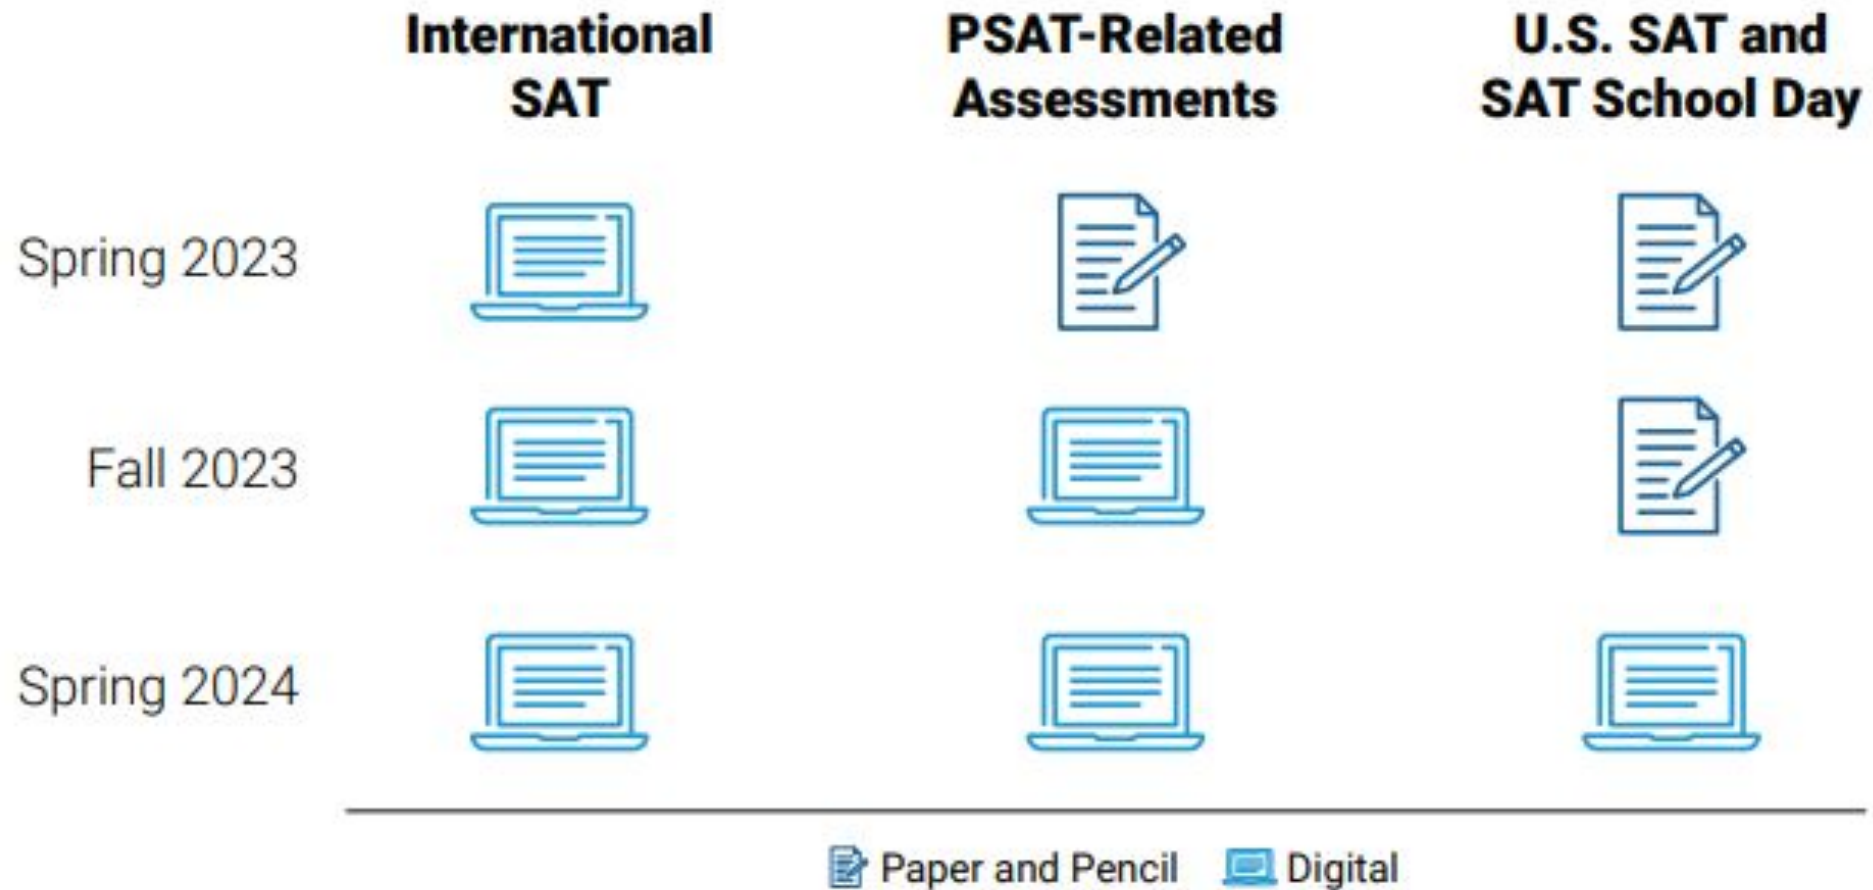 International
SAT
PSAT-Related
Assessments
U.S. SAT and
SAT School Day
Spring 2023
Fall 2023
Spring 2024
Paper and Pencil
Digital